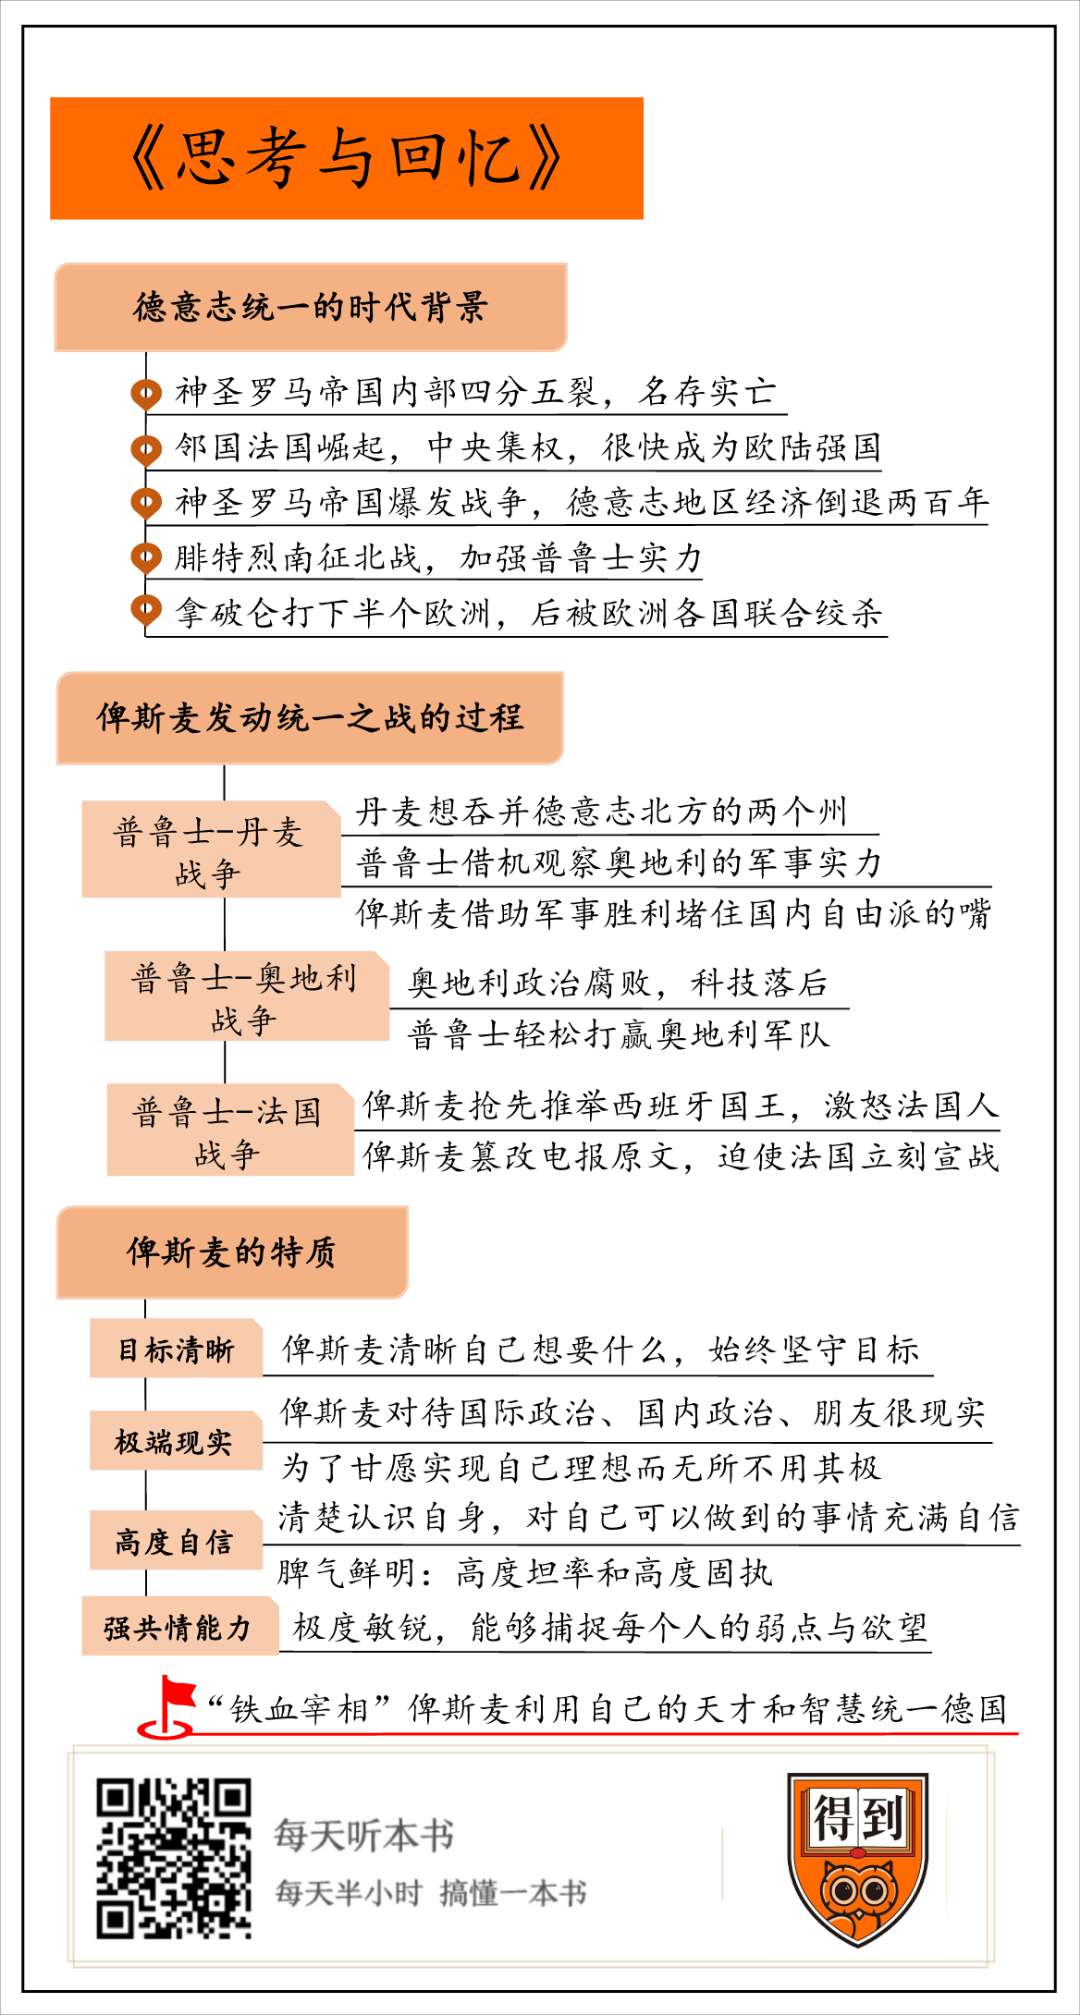 《思考与回忆》
德意志统一的时代背景
神圣罗马帝国内部四分五裂，名存实亡
邻国法国崛起，中央集权，很快成为欧陆强国
神圣罗马帝国爆发战争，德意志地区经济倒退两百年
腓特烈南征北战，加强普鲁士实力
拿破仑打下半个欧洲，后被欧洲各国联合绞杀
俾斯麦发动统一之战的过程
普鲁士-丹麦
战争
丹麦想吞并德意志北方的两个州
普鲁士借机观察奥地利的军事实力
俾斯麦借助军事胜利堵住国内自由派的嘴
普鲁士-奥地利
战争
奥地利政治腐败，科技落后
普鲁士轻松打赢奥地利军队
普鲁士-法国
战争
俾斯麦抢先推举西班牙国王，激怒法国人
俾斯麦篡改电报原文，迫使法国立刻宣战
俾斯麦的特质
目标清晰
俾斯麦清晰自己想要什么，始终坚守目标
极端现实
俾斯麦对待国际政治、国内政治、朋友很现实
为了甘愿实现自己理想而无所不用其极
高度自信
清楚认识自身，对自己可以做到的事情充满自信
脾气鲜明：高度坦率和高度固执
强共情能力
极度敏锐，能够捕捉每个人的弱点与欲望
“铁血宰相”俾斯麦利用自己的天才和智慧统一德国
每天听本书
每天半小时 搞懂一本书
得到